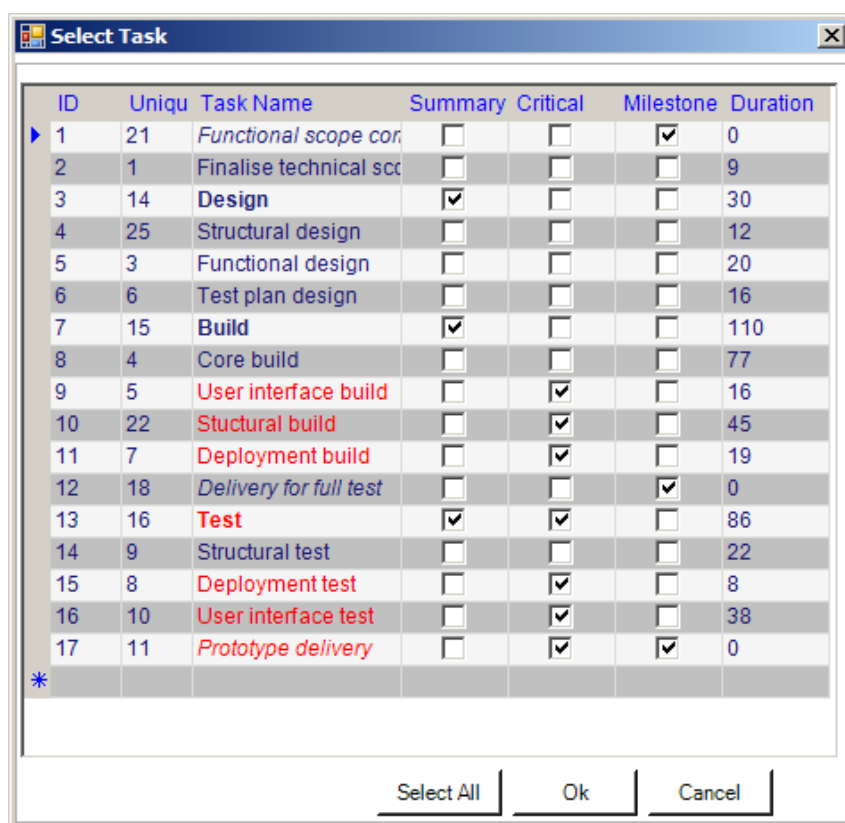 Select Task
ID Uniqu Task Name Summary Critical Milestone Duration
1 21 Functional scope con 0
2 1 Finalise technical sco 9
3 14 Design 30
4 25 Structural design 12
5 3 Functional design 20
6 6 Test plan design 16
7 15 Build 110
8 4 Core build 77
9 5 User interface build 16
10 22 Stuctural build 45
11 7 Deployment build 19
12 18 Delivery for full test 0
13 16 Test 86
14 9 Structural test 22
15 8 Deployment test 8
16 10 User interface test 38
17 11 Prototype delivery 0
Select All Ok Cancel